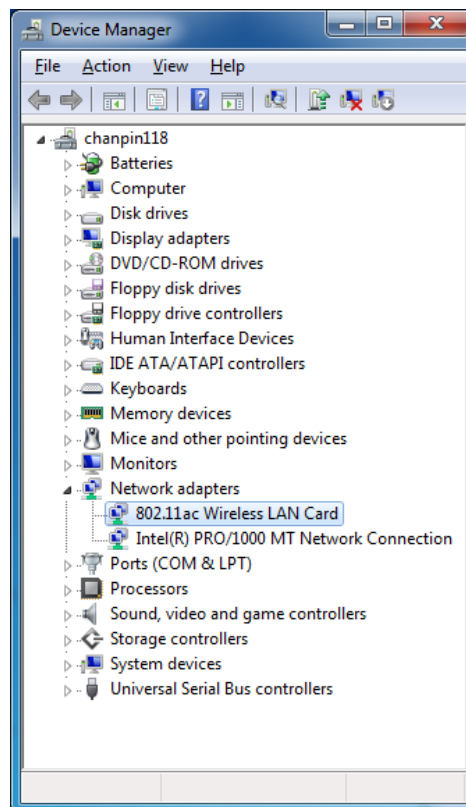 Device Manager
File Action View Help
chanpin118
Batteries
Computer
Disk drives
Display adapters
DVD/CD-ROM drives
Floppy disk drives
Floppy drive controllers
Human Interface Devices
IDE ATA/ATAPI controllers
Keyboards
Memory devices
Mice and other pointing devices
Monitors
Network adapters
802.11ac Wireless LAN Card
Intel(R) PRO/1000 MT Network Connection
Ports (COM & LPT)
Processors
Sound, video and game controllers
Storage controllers
System devices
Universal Serial Bus controllers